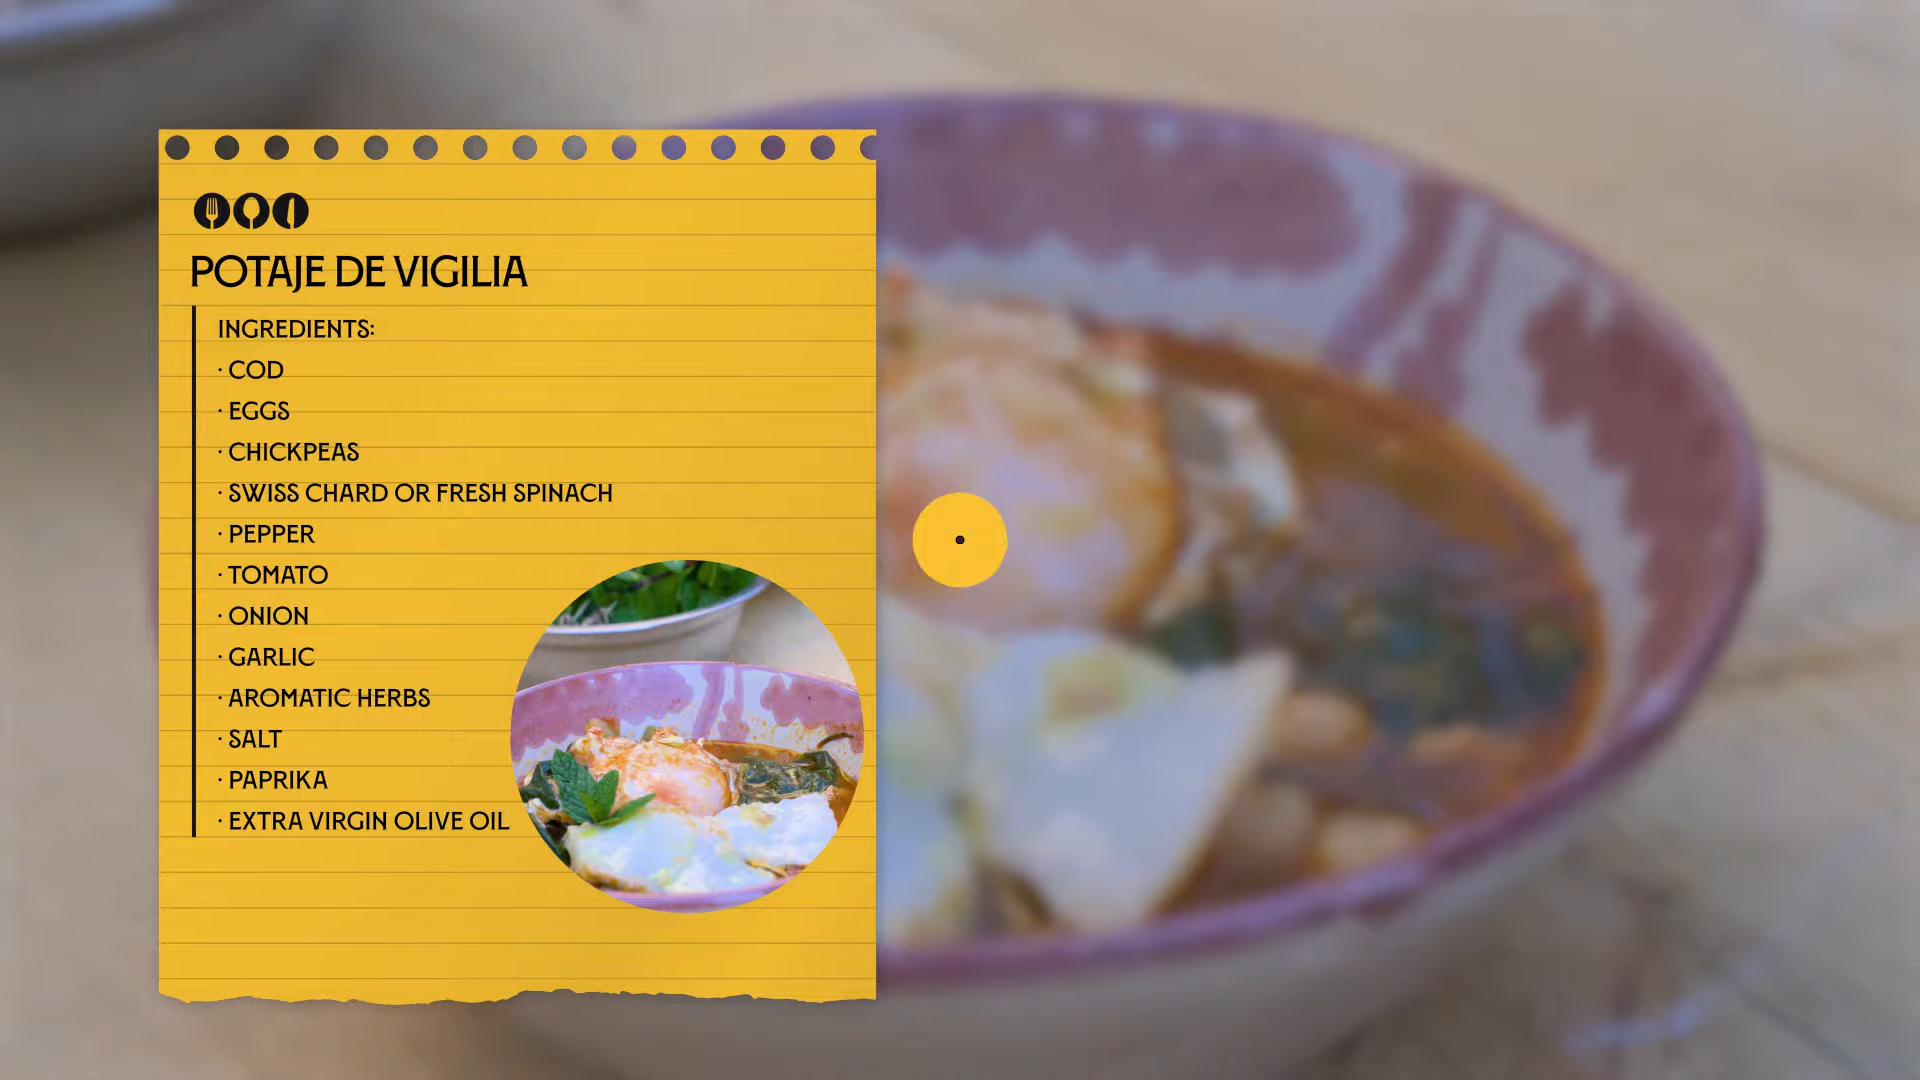 POTAJE DE VIGILIA
INGREDIENTS:
· COD
· EGGS
· CHICKPEAS
· SWISS CHARD OR FRESH SPINACH
· PEPPER
· TOMATO
· ONION
· GARLIC
· AROMATIC HERBS
· SALT
· PAPRIKA
· EXTRA VIRGIN OLIVE OIL